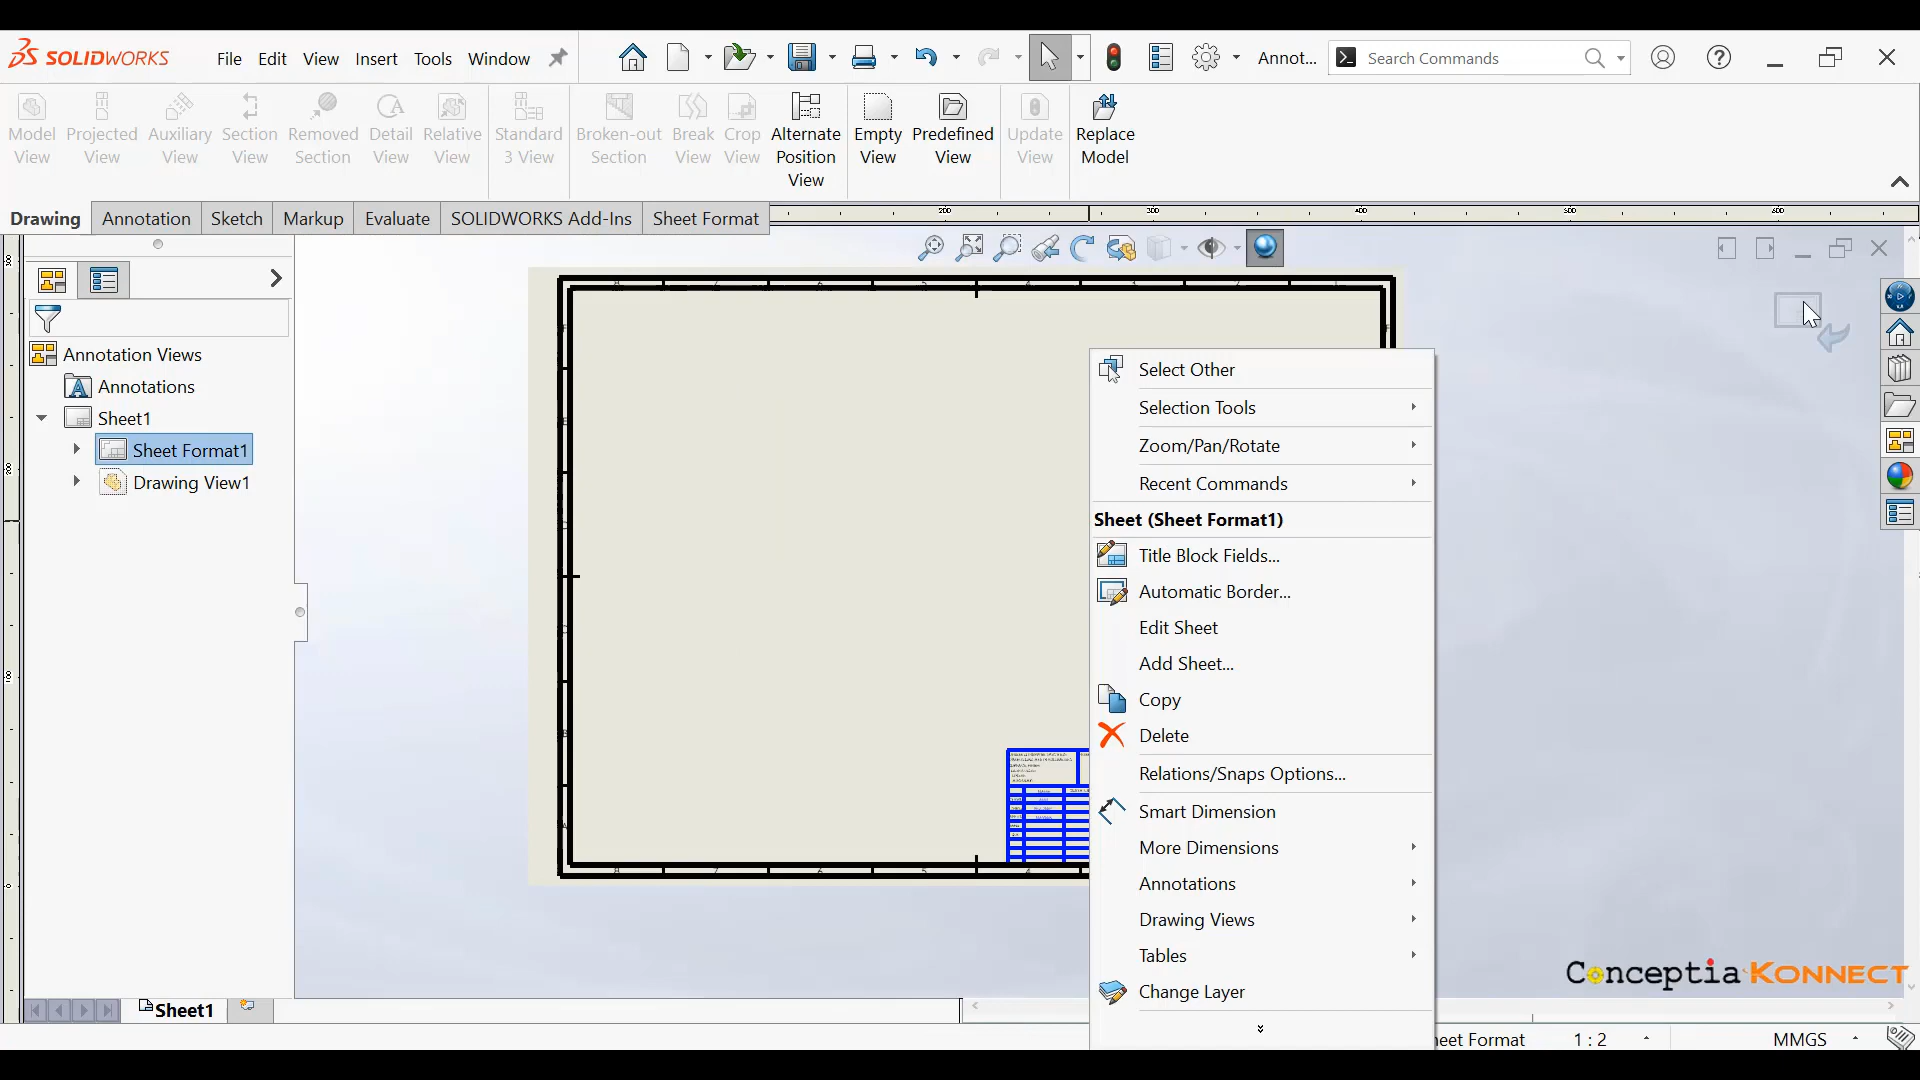 SOLIDWORKS File Edit View Insert Tools Window Annot... Search Commands
Model View
Projected View
Auxiliary View
Section View
Removed Section
Detail View
Relative View
Standard 3 View
Broken-out Section
Break View
Crop View
Alternate Position View
Empty View
Predefined View
Update View
Replace Model
Drawing Annotation Sketch Markup Evaluate SOLIDWORKS Add-Ins Sheet Format
200 300 400 500 600
Annotation Views
Annotations
Sheet1
Sheet Format1
Drawing View1
Select Other
Selection Tools
Zoom/Pan/Rotate
Recent Commands
Sheet (Sheet Format1)
Title Block Fields...
Automatic Border...
Edit Sheet
Add Sheet...
Copy
Delete
Relations/Snaps Options...
Smart Dimension
More Dimensions
Annotations
Drawing Views
Tables
Change Layer
Conceptia KONNECT
Sheet1
eet Format 1 : 2 MMGS